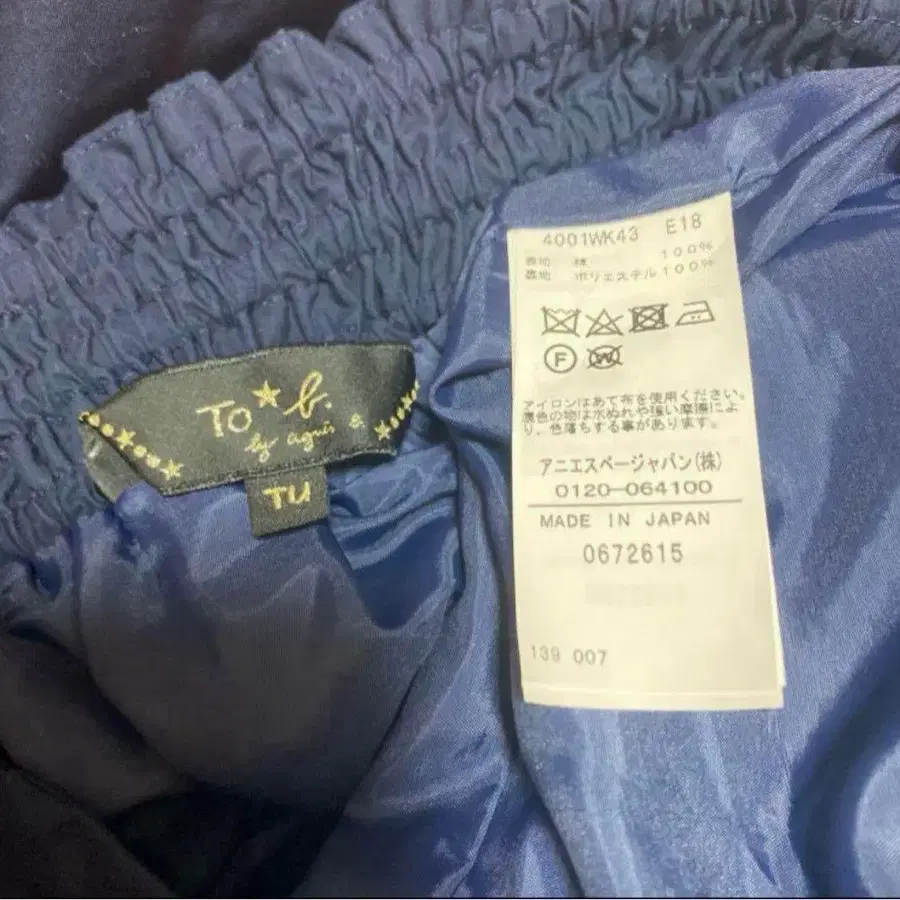 To★b.
by agnès b.
TU
4001WK43 E18
表地 綿 100%
裏地 ポリエステル 100%
F
W
アイロンはあて布を使用ください。
濃色の物は水ぬれや強い摩擦によ
り、色落ちする事があります。
アニエスベージャパン(株)
0120-064100
MADE IN JAPAN
0672615
139 007